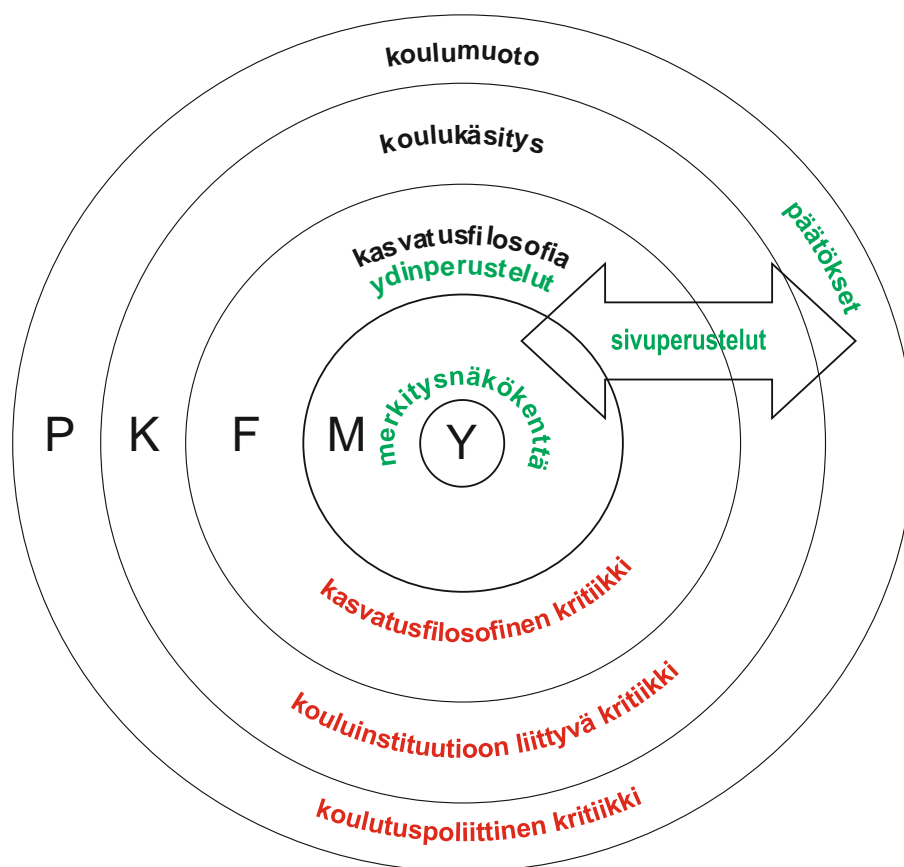 koulumuoto
koulukäsitys
päätökset
kasvatusfilosofia
ydinperustelut
sivuperustelut
merkitysnäkökenttä
P K F M Y
kasvatusfilosofinen kritiikki
kouluinstituutioon liittyvä kritiikki
koulutuspoliittinen kritiikki